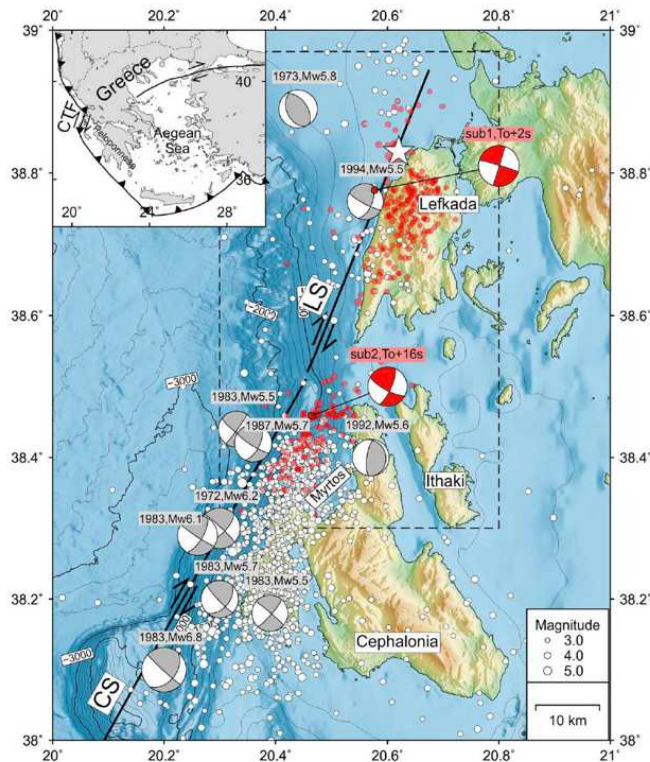 20° 20.2° 20.4° 20.6° 20.8° 21°
39° 39°
Greece
40°
CTF
Peloponnese
Aegean
Sea
36°
20° 24° 28°
1973,Mw5.8
sub1,To+2s
1994,Mw5.5
38.8° 38.8°
Lefkada
LS
-2000
38.6° 38.6°
sub2,To+16s
-3000
1983,Mw5.5
1987,Mw5.7
1992,Mw5.6
38.4° 38.4°
Myrtos
Ithaki
1972,Mw6.2
1983,Mw6.1
1983,Mw5.7
1983,Mw5.5
38.2° 38.2°
1983,Mw6.8
Cephalonia
-3000
CS
Magnitude
3.0
4.0
5.0
10 km
38° 38°
20° 20.2° 20.4° 20.6° 20.8° 21°